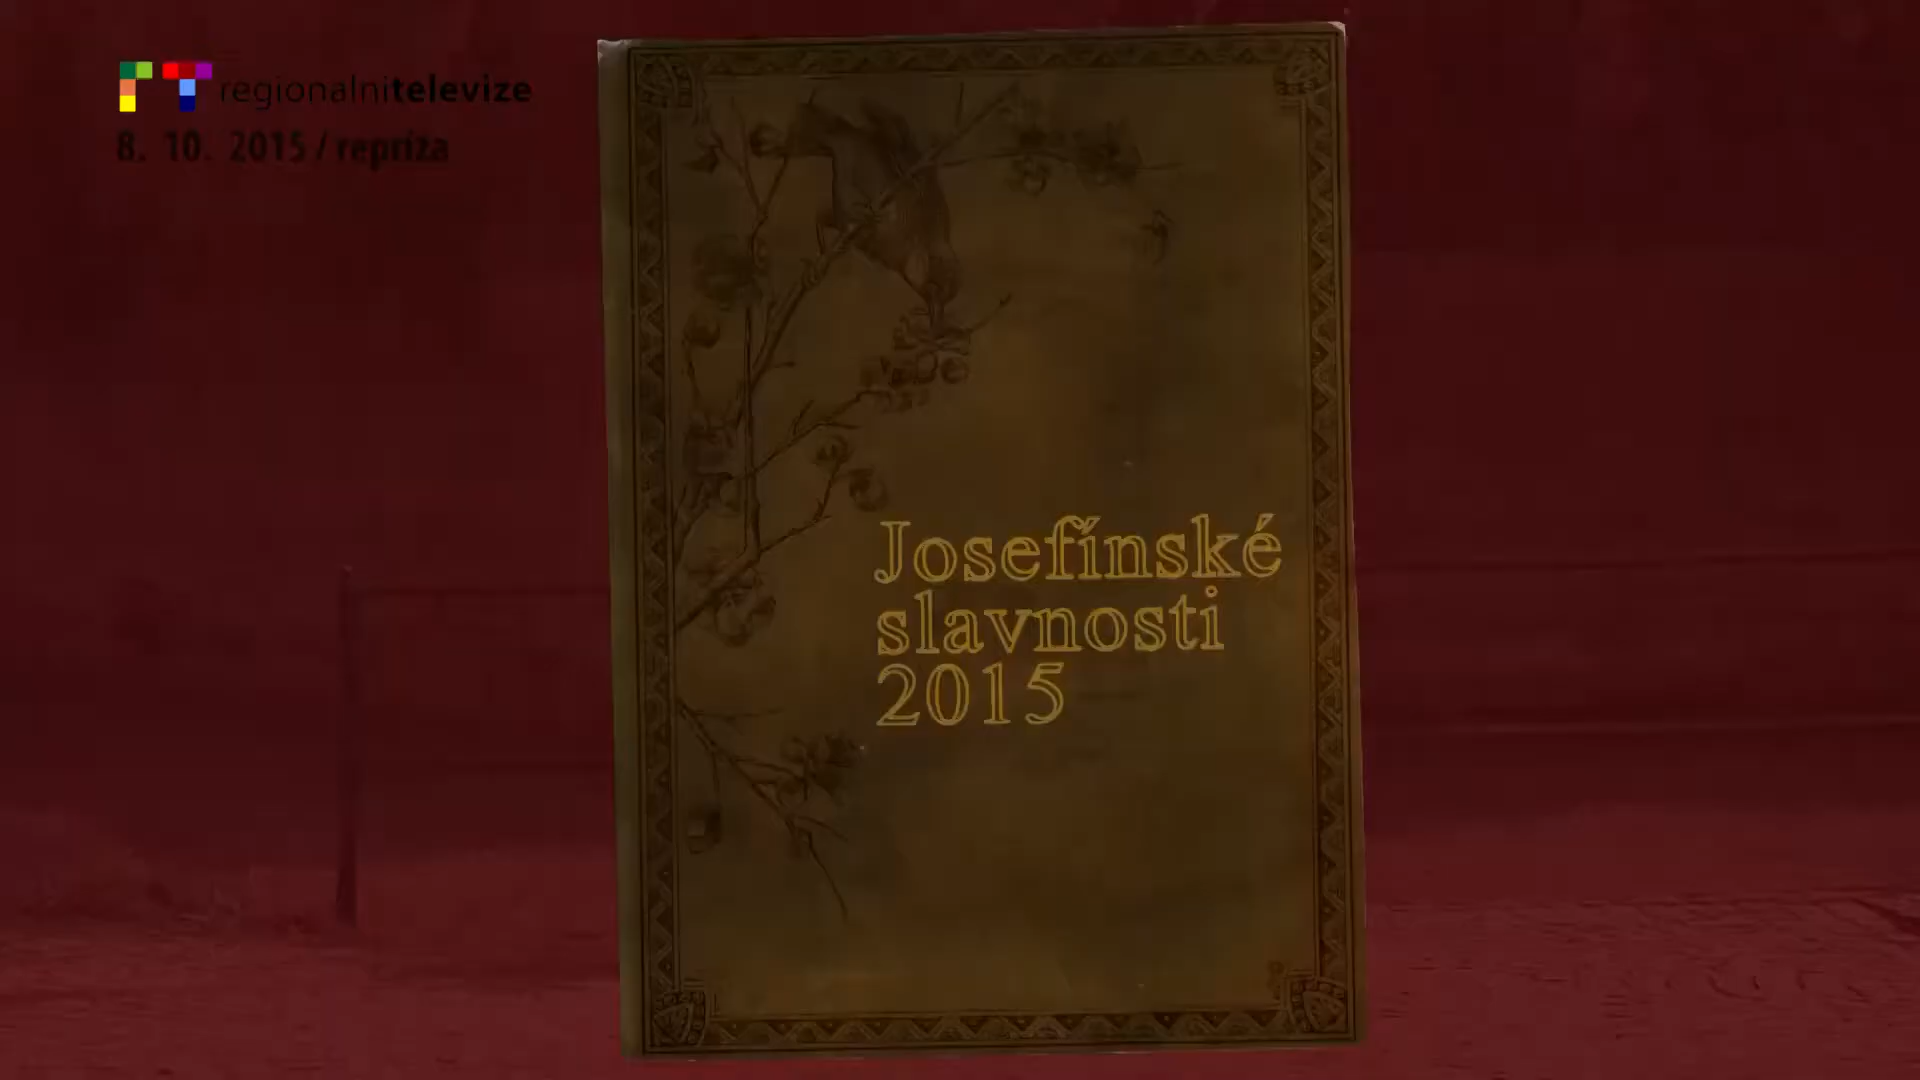 regionalnitelevize
8. 10. 2015 / repríza
Josefínské
slavnosti
2015